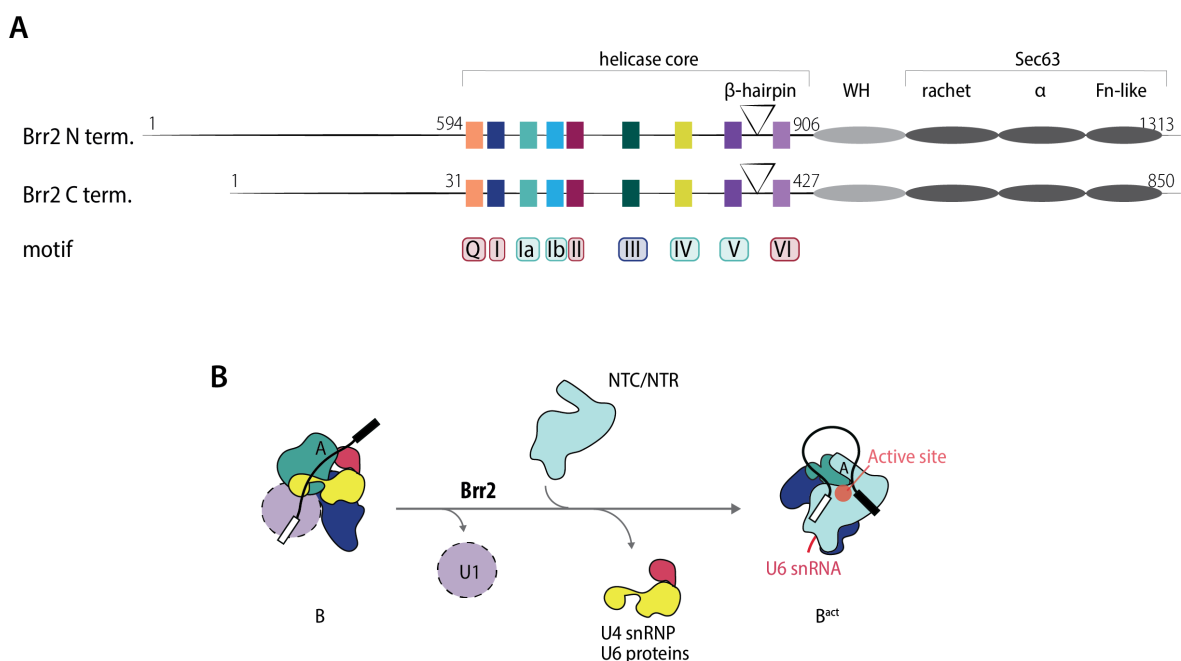 A
helicase core
Sec63
β-hairpin WH rachet α Fn-like
Brr2 N term. 1 594 906 1313
Brr2 C term. 1 31 427 850
motif Q I Ia Ib II III IV V VI
B
NTC/NTR
A
A
Active site
Brr2
U1
U6 snRNA
B
Bact
U4 snRNP
U6 proteins